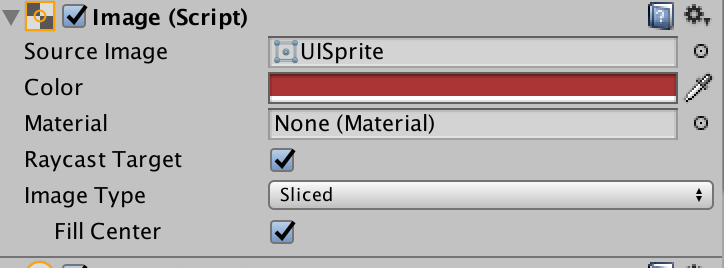 Image (Script)
Source Image UISprite
Color
Material None (Material)
Raycast Target
Image Type Sliced
Fill Center